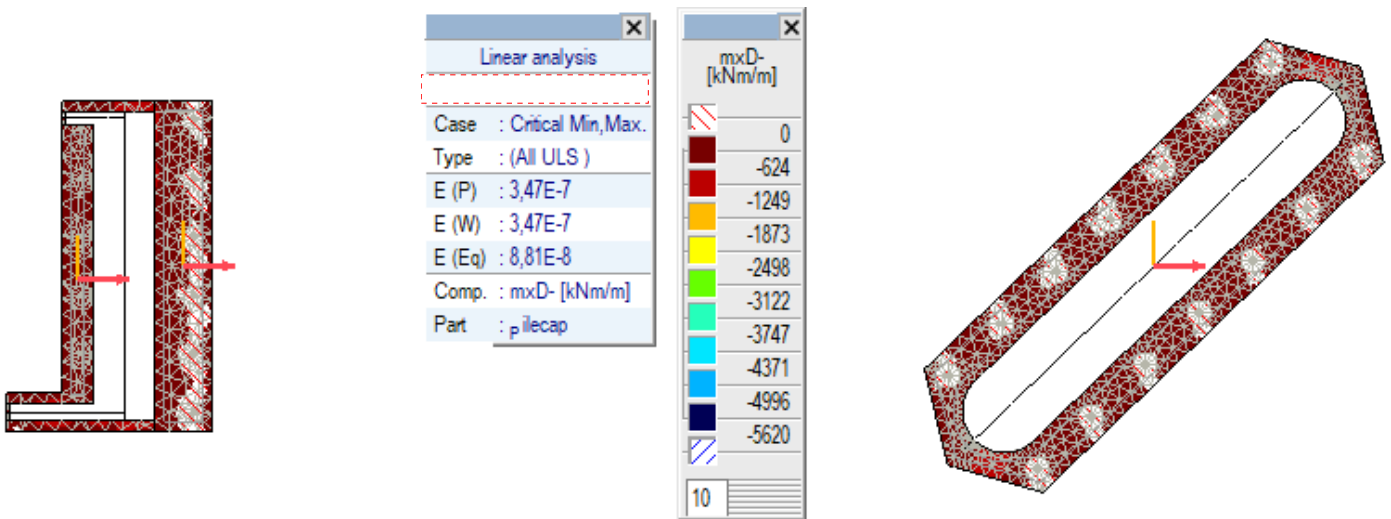 Linear analysis
Case : Critical Min,Max.
Type : (All ULS )
E (P) : 3,47E-7
E (W) : 3,47E-7
E (Eq) : 8,81E-8
Comp. : mxD- [kNm/m]
Part : P ilecap
mxD-
[kNm/m]
0
-624
-1249
-1873
-2498
-3122
-3747
-4371
-4996
-5620
10